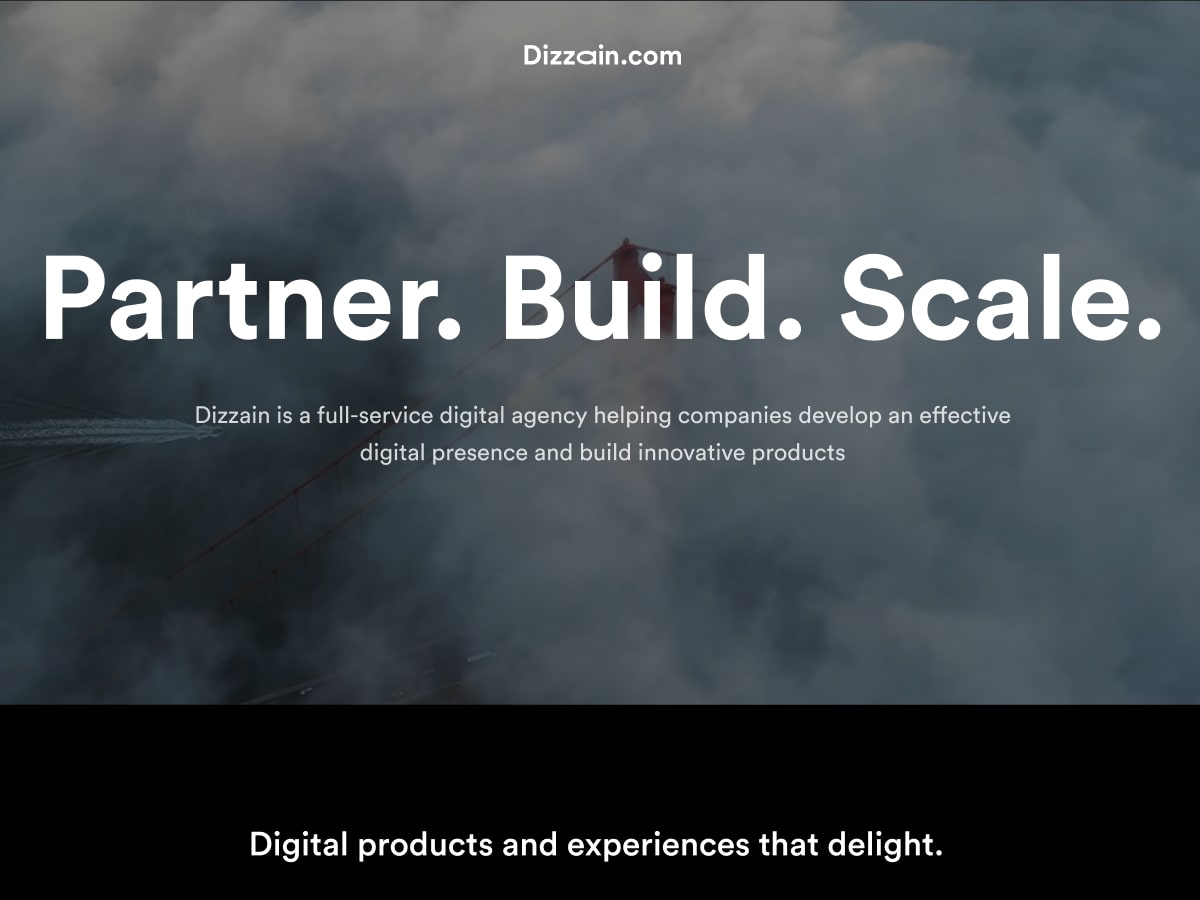 Dizzain.com
Partner. Build. Scale.
Dizzain is a full-service digital agency helping companies develop an effective
digital presence and build innovative products
Digital products and experiences that delight.